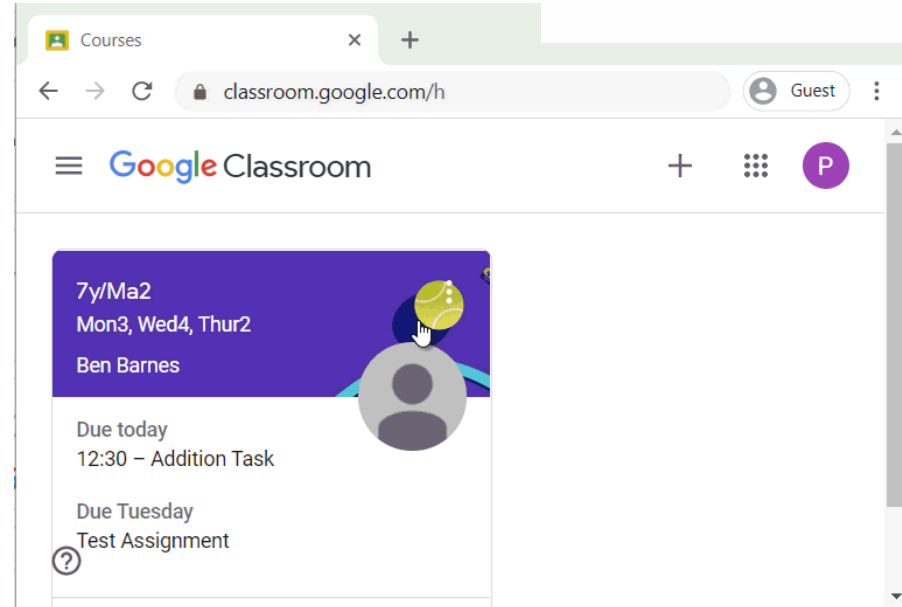 Courses
classroom.google.com/h
Guest
Google Classroom
P
7y/Ma2
Mon3, Wed4, Thur2
Ben Barnes
Due today
12:30 – Addition Task
Due Tuesday
Test Assignment